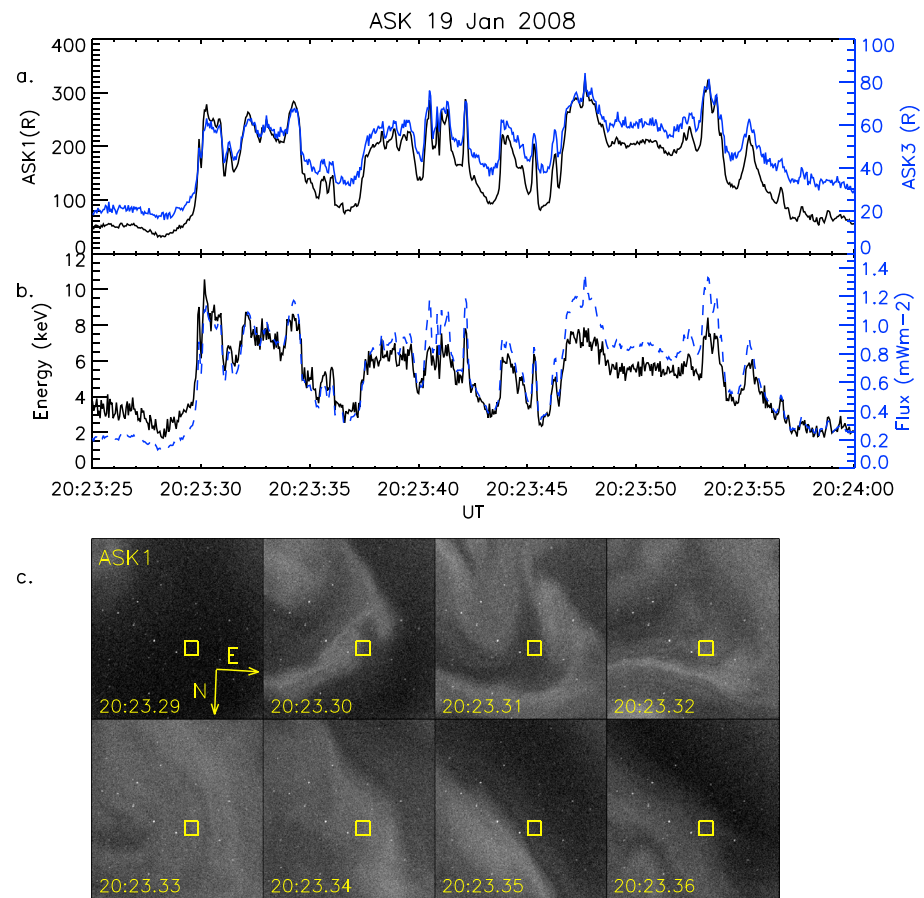 ASK 19 Jan 2008
a.
400
300
200
100
0
ASK1(R)
100
80
60
40
20
0
ASK3 (R)
b.
12
10
8
6
4
2
0
Energy (keV)
1.4
1.2
1.0
0.8
0.6
0.4
0.2
0.0
Flux (mWm−2)
20:23:25 20:23:30 20:23:35 20:23:40 20:23:45 20:23:50 20:23:55 20:24:00
UT
c.
ASK1
E
N
20:23.29 20:23.30 20:23.31 20:23.32
20:23.33 20:23.34 20:23.35 20:23.36